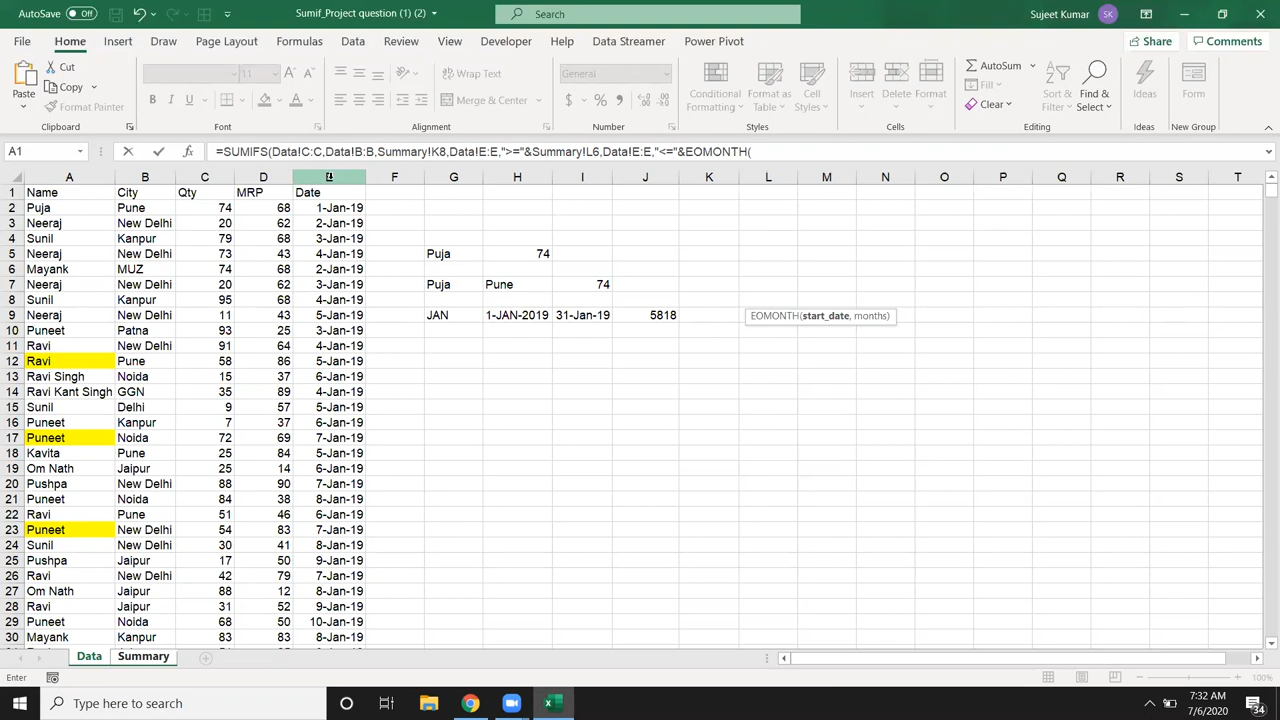 AutoSave Off Sumif_Project question (1) (2) Search Sujeet Kumar SK
File Home Insert Draw Page Layout Formulas Data Review View Developer Help Data Streamer Power Pivot Share Comments
Paste Cut Copy Format Painter 11 Wrap Text Merge & Center General Conditional Formatting Format as Table Cell Styles Insert Delete Format AutoSum Fill Clear Sort & Filter Find & Select Ideas Form
Clipboard Font Alignment Number Styles Cells Editing Ideas Form
A1 =SUMIFS(Data!C:C,Data!B:B,Summary!K8,Data!E:E,">="&Summary!L6,Data!E:E,"<="&EOMONTH(
A B C D E F G H I J K L M N O P Q R S T
1 Name City Qty MRP Date
2 Puja Pune 74 68 1-Jan-19
3 Neeraj New Delhi 20 62 2-Jan-19
4 Sunil Kanpur 79 68 3-Jan-19
5 Neeraj New Delhi 73 43 4-Jan-19 Puja 74
6 Mayank MUZ 74 68 2-Jan-19
7 Neeraj New Delhi 20 62 3-Jan-19 Puja Pune 74
8 Sunil Kanpur 95 68 4-Jan-19
9 Neeraj New Delhi 11 43 5-Jan-19 JAN 1-JAN-2019 31-Jan-19 5818 EOMONTH(start_date, months)
10 Puneet Patna 93 25 3-Jan-19
11 Ravi New Delhi 91 64 4-Jan-19
12 Ravi Pune 58 86 5-Jan-19
13 Ravi Singh Noida 15 37 6-Jan-19
14 Ravi Kant Singh GGN 35 89 4-Jan-19
15 Sunil Delhi 9 57 5-Jan-19
16 Puneet Kanpur 7 37 6-Jan-19
17 Puneet Noida 72 69 7-Jan-19
18 Kavita Pune 25 84 5-Jan-19
19 Om Nath Jaipur 25 14 6-Jan-19
20 Pushpa New Delhi 88 90 7-Jan-19
21 Puneet Noida 84 38 8-Jan-19
22 Ravi Pune 51 46 6-Jan-19
23 Puneet New Delhi 54 83 7-Jan-19
24 Sunil New Delhi 30 41 8-Jan-19
25 Pushpa Jaipur 17 50 9-Jan-19
26 Ravi New Delhi 42 79 7-Jan-19
27 Om Nath Jaipur 88 12 8-Jan-19
28 Ravi Jaipur 31 52 9-Jan-19
29 Puneet Noida 68 50 10-Jan-19
30 Mayank Kanpur 83 83 8-Jan-19
Data Summary
Enter 100%
Type here to search 7:32 AM
7/6/2020